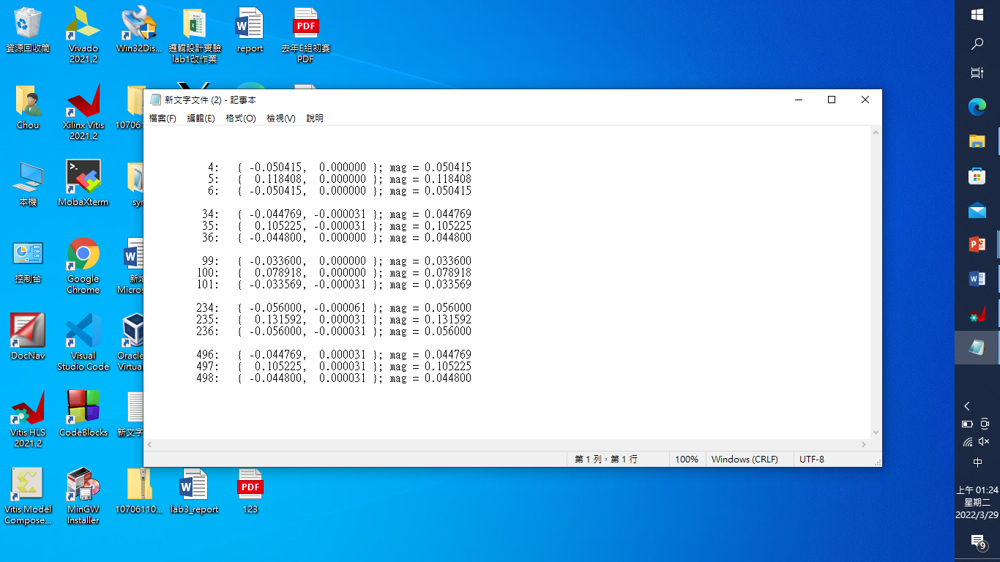 資源回收筒
Vivado
2021.2
Win32Dis...
邏輯設計實驗
lab1改作業
report
PDF
去年E組初賽
PDF
Chou
Xilinx Vitis
2021.2
本機
MobaXterm
控制台
Google
Chrome
DocNav
Visual
Studio Code
Vitis HLS
2021.2
CodeBlocks
Vitis Model
Compose...
MinGW
Installer
10706110...
lab3_report
PDF
123
新文字文件 (2) - 記事本
檔案(F) 編輯(E) 格式(O) 檢視(V) 說明
4: { -0.050415, 0.000000 }; mag = 0.050415
5: { 0.118408, 0.000000 }; mag = 0.118408
6: { -0.050415, 0.000000 }; mag = 0.050415
34: { -0.044769, -0.000031 }; mag = 0.044769
35: { 0.105225, -0.000031 }; mag = 0.105225
36: { -0.044800, 0.000000 }; mag = 0.044800
99: { -0.033600, 0.000000 }; mag = 0.033600
100: { 0.078918, 0.000000 }; mag = 0.078918
101: { -0.033569, -0.000031 }; mag = 0.033569
234: { -0.056000, -0.000061 }; mag = 0.056000
235: { 0.131592, 0.000031 }; mag = 0.131592
236: { -0.056000, -0.000031 }; mag = 0.056000
496: { -0.044769, 0.000031 }; mag = 0.044769
497: { 0.105225, 0.000031 }; mag = 0.105225
498: { -0.044800, 0.000031 }; mag = 0.044800
第 1 列，第 1 行 100% Windows (CRLF) UTF-8
中
上午 01:24
星期二
2022/3/29
9